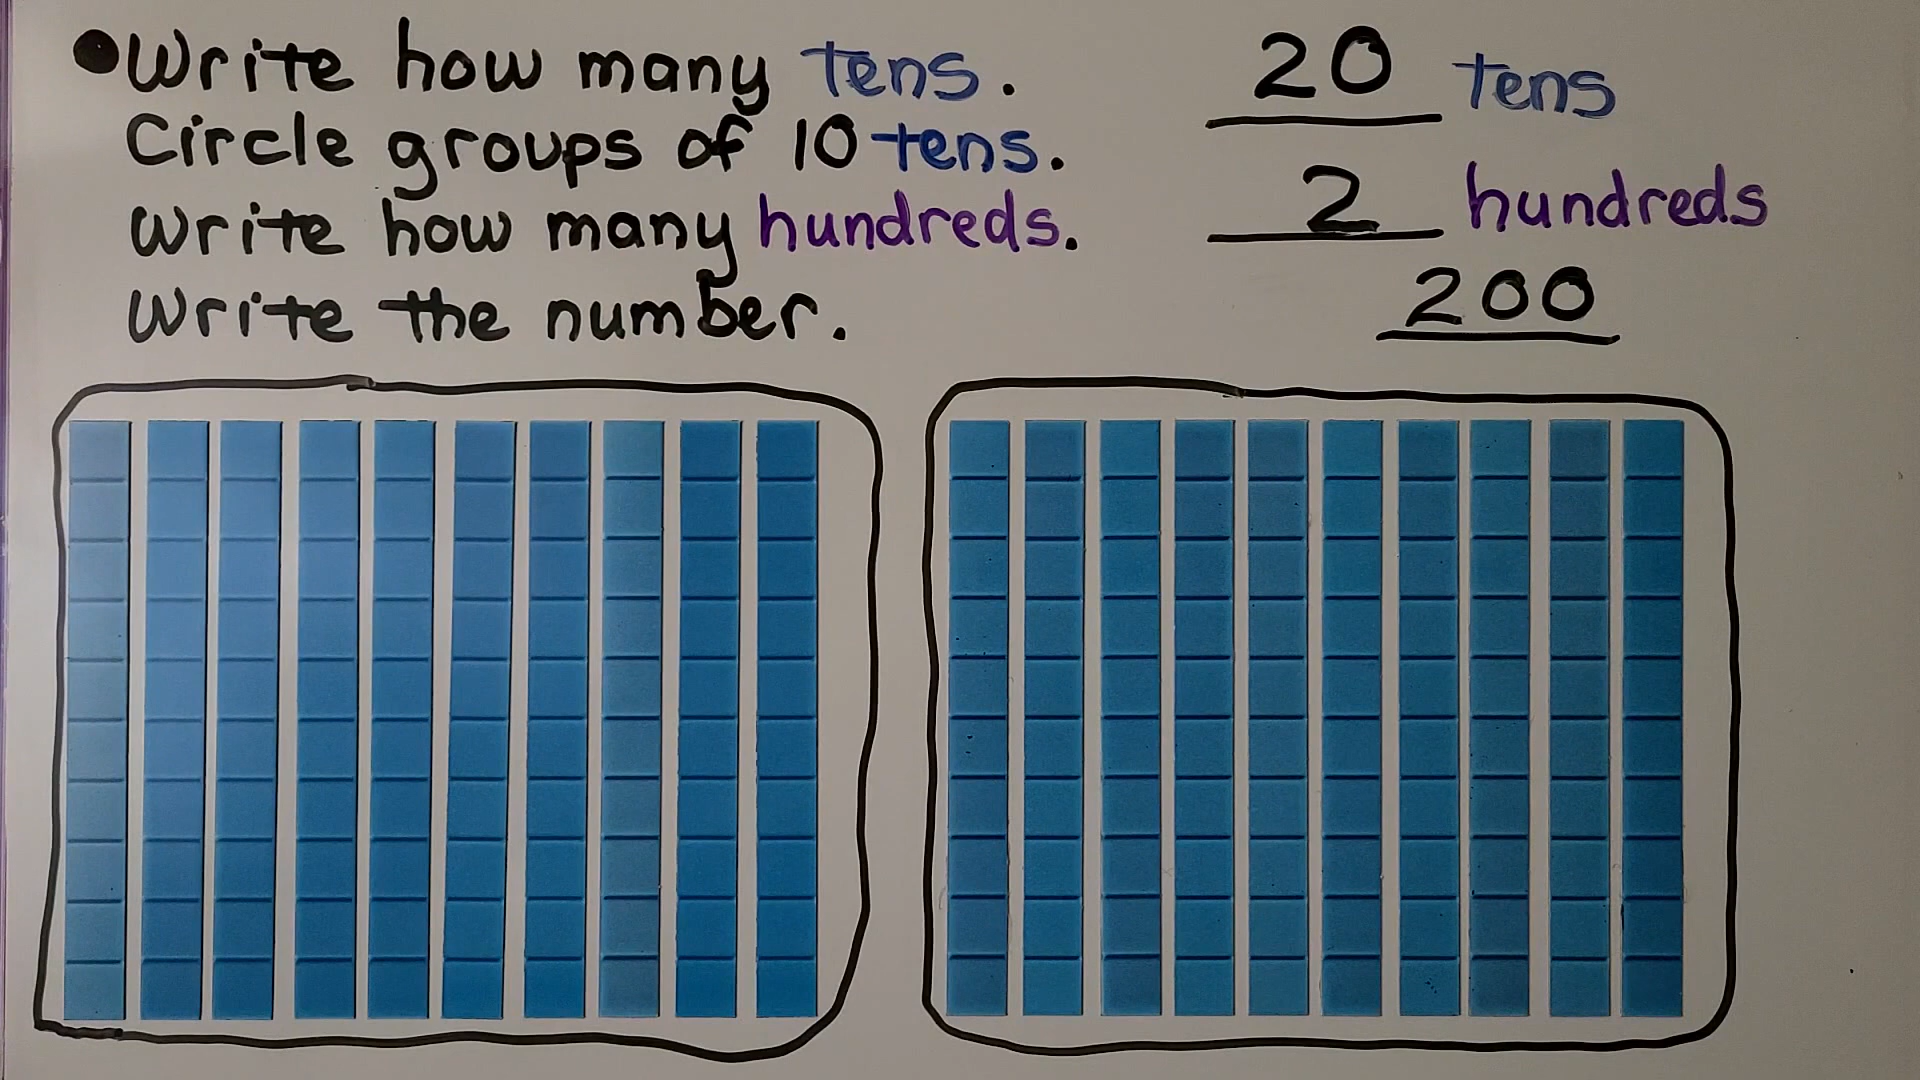 ●Write how many tens.
Circle groups of 10 tens.
Write how many hundreds.
Write the number.
20 tens
2 hundreds
200